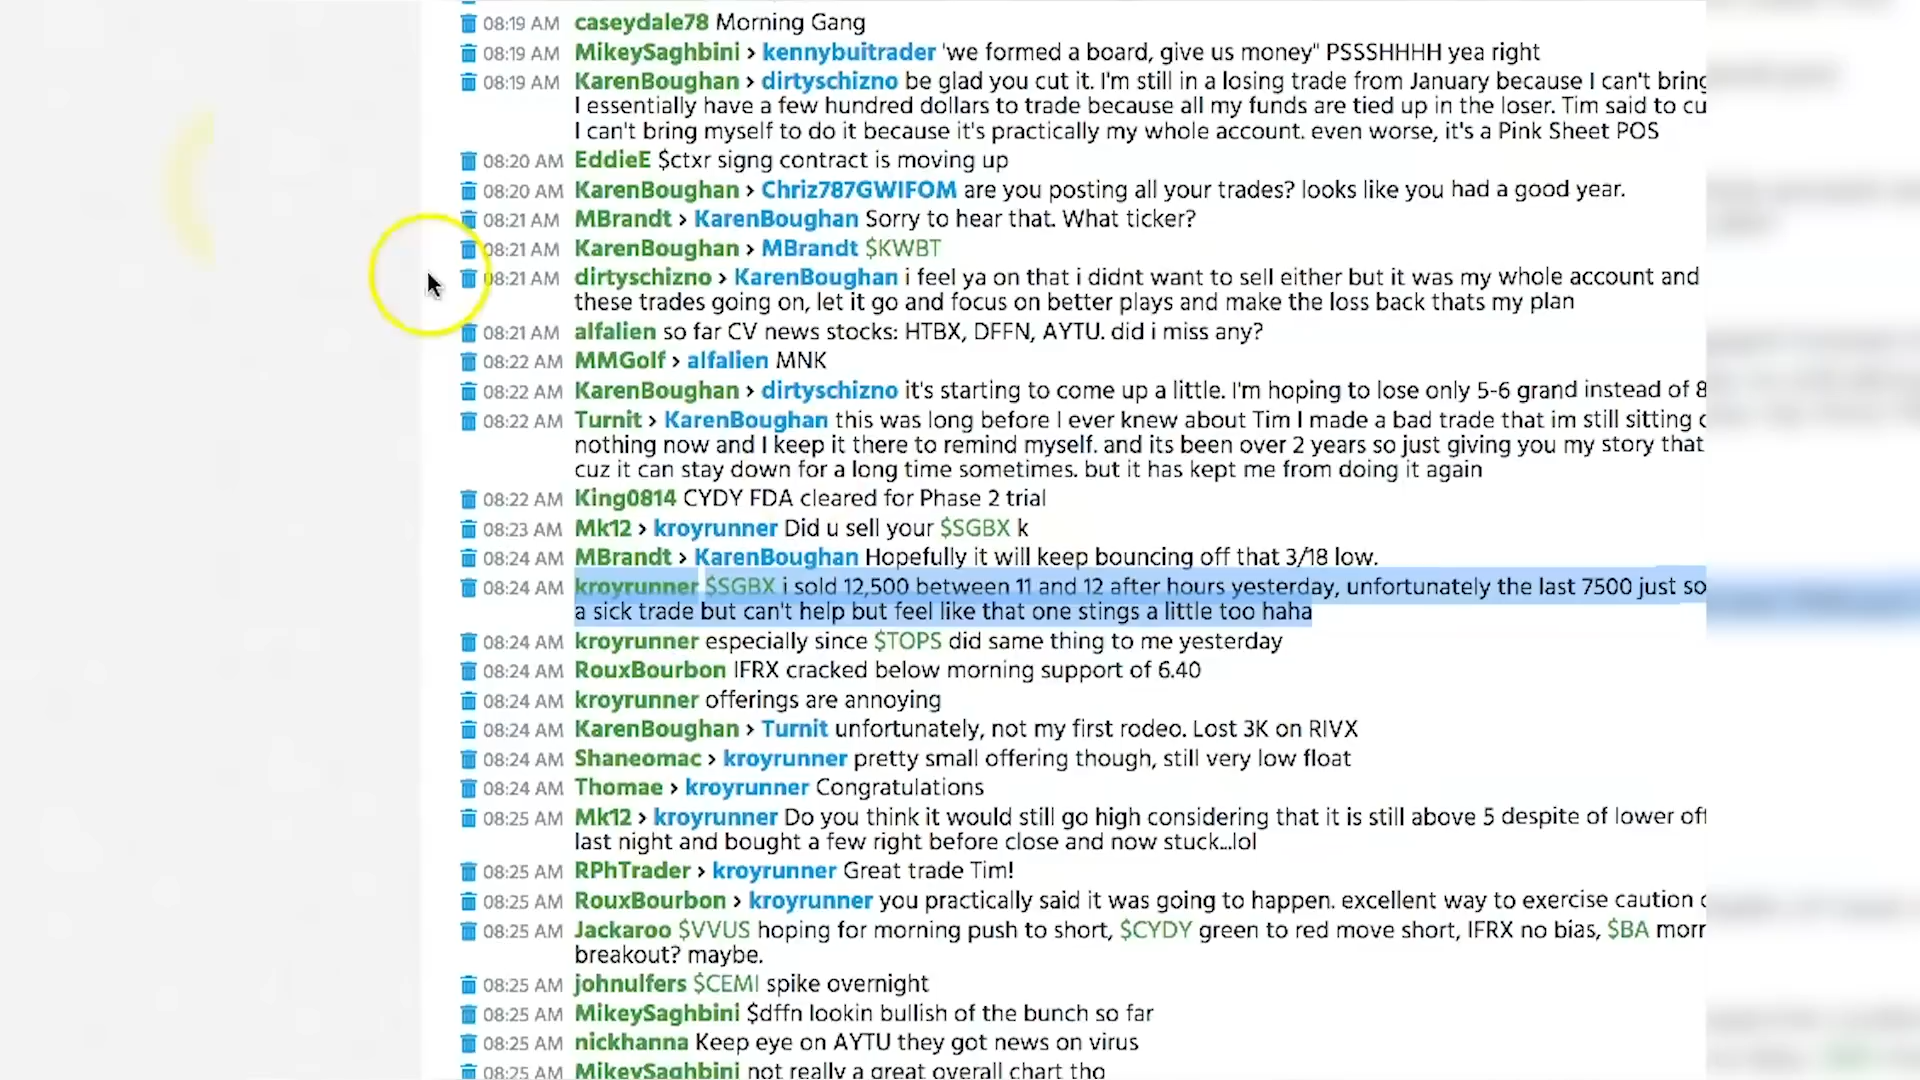 08:19 AM caseydale78 Morning Gang
08:19 AM MikeySaghbini > kennybuitrader 'we formed a board, give us money" PSSSHHHH yea right
08:19 AM KarenBoughan > dirtyschizno be glad you cut it. I'm still in a losing trade from January because I can't bring
I essentially have a few hundred dollars to trade because all my funds are tied up in the loser. Tim said to cu
I can't bring myself to do it because it's practically my whole account. even worse, it's a Pink Sheet POS
08:20 AM EddieE $ctxr signg contract is moving up
08:20 AM KarenBoughan > Chriz787GWIFOM are you posting all your trades? looks like you had a good year.
08:21 AM MBrandt > KarenBoughan Sorry to hear that. What ticker?
08:21 AM KarenBoughan > MBrandt $KWBT
08:21 AM dirtyschizno > KarenBoughan i feel ya on that i didnt want to sell either but it was my whole account and
these trades going on, let it go and focus on better plays and make the loss back thats my plan
08:21 AM alfalien so far CV news stocks: HTBX, DFFN, AYTU. did i miss any?
08:22 AM MMGolf > alfalien MNK
08:22 AM KarenBoughan > dirtyschizno it's starting to come up a little. I'm hoping to lose only 5-6 grand instead of 8
08:22 AM Turnit > KarenBoughan this was long before I ever knew about Tim I made a bad trade that im still sitting
nothing now and I keep it there to remind myself. and its been over 2 years so just giving you my story that
cuz it can stay down for a long time sometimes. but it has kept me from doing it again
08:22 AM King0814 CYDY FDA cleared for Phase 2 trial
08:23 AM Mk12 > kroyrunner Did u sell your $SGBX k
08:24 AM MBrandt > KarenBoughan Hopefully it will keep bouncing off that 3/18 low.
08:24 AM kroyrunner $SGBX i sold 12,500 between 11 and 12 after hours yesterday, unfortunately the last 7500 just so
a sick trade but can't help but feel like that one stings a little too haha
08:24 AM kroyrunner especially since $TOPS did same thing to me yesterday
08:24 AM RouxBourbon IFRX cracked below morning support of 6.40
08:24 AM kroyrunner offerings are annoying
08:24 AM KarenBoughan > Turnit unfortunately, not my first rodeo. Lost 3K on RIVX
08:24 AM Shaneomac > kroyrunner pretty small offering though, still very low float
08:24 AM Thomae > kroyrunner Congratulations
08:25 AM Mk12 > kroyrunner Do you think it would still go high considering that it is still above 5 despite of lower off
last night and bought a few right before close and now stuck...lol
08:25 AM RPhTrader > kroyrunner Great trade Tim!
08:25 AM RouxBourbon > kroyrunner you practically said it was going to happen. excellent way to exercise caution
08:25 AM Jackaroo $VVUS hoping for morning push to short, $CYDY green to red move short, IFRX no bias, $BA morr
breakout? maybe.
08:25 AM johnulfers $CEMI spike overnight
08:25 AM MikeySaghbini $dffn lookin bullish of the bunch so far
08:25 AM nickhanna Keep eye on AYTU they got news on virus
08:25 AM MikeySaghbini not really a great overall chart tho